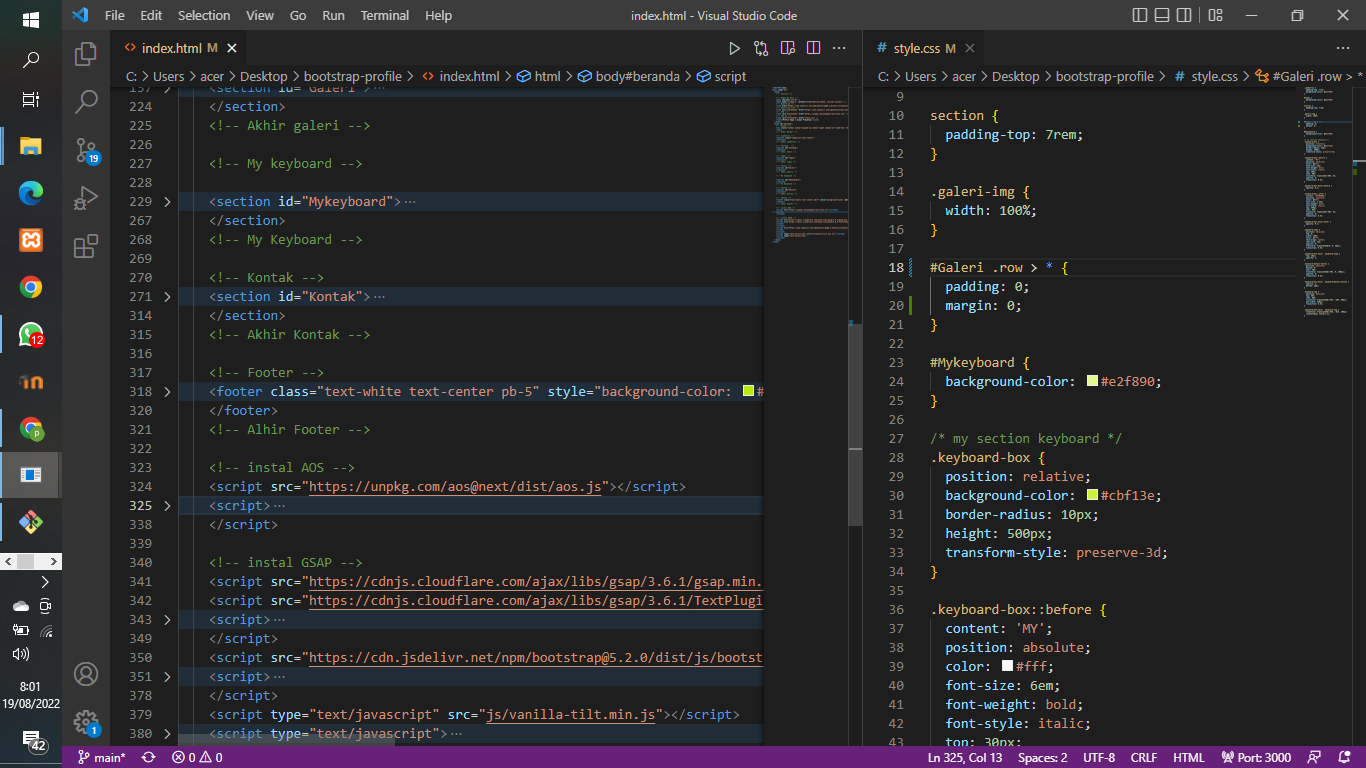 File Edit Selection View Go Run Terminal Help
index.html - Visual Studio Code
index.html M
C: > Users > acer > Desktop > bootstrap-profile > index.html > html > body#beranda > script
157 <section id="Galeri">
224 </section>
225 <!-- Akhir galeri -->
226
227 <!-- My keyboard -->
228
229 <section id="Mykeyboard">
267 </section>
268 <!-- My Keyboard -->
269
270 <!-- Kontak -->
271 <section id="Kontak">
314 </section>
315 <!-- Akhir Kontak -->
316
317 <!-- Footer -->
318 <footer class="text-white text-center pb-5" style="background-color: #
320 </footer>
321 <!-- Alhir Footer -->
322
323 <!-- instal AOS -->
324 <script src="https://unpkg.com/aos@next/dist/aos.js"></script>
325 <script>
338 </script>
339
340 <!-- instal GSAP -->
341 <script src="https://cdnjs.cloudflare.com/ajax/libs/gsap/3.6.1/gsap.min.
342 <script src="https://cdnjs.cloudflare.com/ajax/libs/gsap/3.6.1/TextPlugi
343 <script>
349 </script>
350 <script src="https://cdn.jsdelivr.net/npm/bootstrap@5.2.0/dist/js/bootst
351 <script>
378 </script>
379 <script type="text/javascript" src="js/vanilla-tilt.min.js"></script>
380 <script type="text/javascript">
style.css M
C: > Users > acer > Desktop > bootstrap-profile > style.css > #Galeri .row > *
9
10 section {
11 padding-top: 7rem;
12 }
13
14 .galeri-img {
15 width: 100%;
16 }
17
18 #Galeri .row > * {
19 padding: 0;
20 margin: 0;
21 }
22
23 #Mykeyboard {
24 background-color: #e2f890;
25 }
26
27 /* my section keyboard */
28 .keyboard-box {
29 position: relative;
30 background-color: #cbf13e;
31 border-radius: 10px;
32 height: 500px;
33 transform-style: preserve-3d;
34 }
35
36 .keyboard-box::before {
37 content: 'MY';
38 position: absolute;
39 color: #fff;
40 font-size: 6em;
41 font-weight: bold;
42 font-style: italic;
43 top: 30px;
19
1
12
p
8:01
19/08/2022
42
main* 0 0
Ln 325, Col 13 Spaces: 2 UTF-8 CRLF HTML Port: 3000